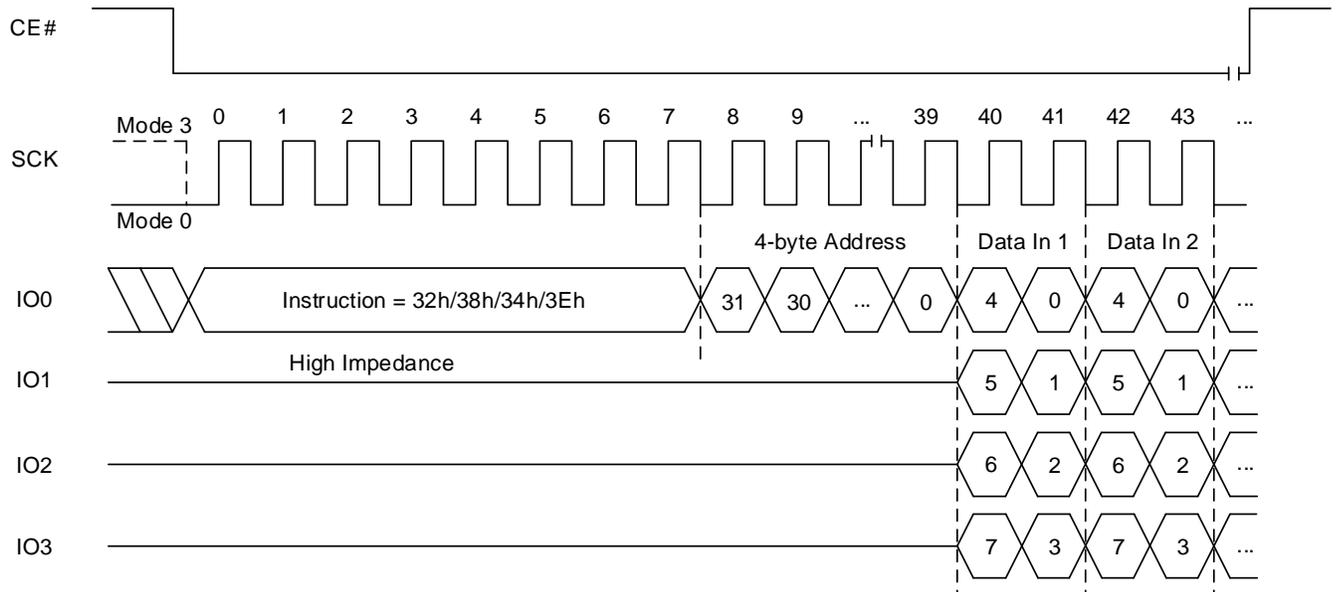 CE#
Mode 3 0 1 2 3 4 5 6 7 8 9 ... 39 40 41 42 43 ...
SCK
Mode 0
4-byte Address Data In 1 Data In 2
IO0 Instruction = 32h/38h/34h/3Eh 31 30 ... 0 4 0 4 0 ...
High Impedance
IO1 5 1 5 1 ...
IO2 6 2 6 2 ...
IO3 7 3 7 3 ...